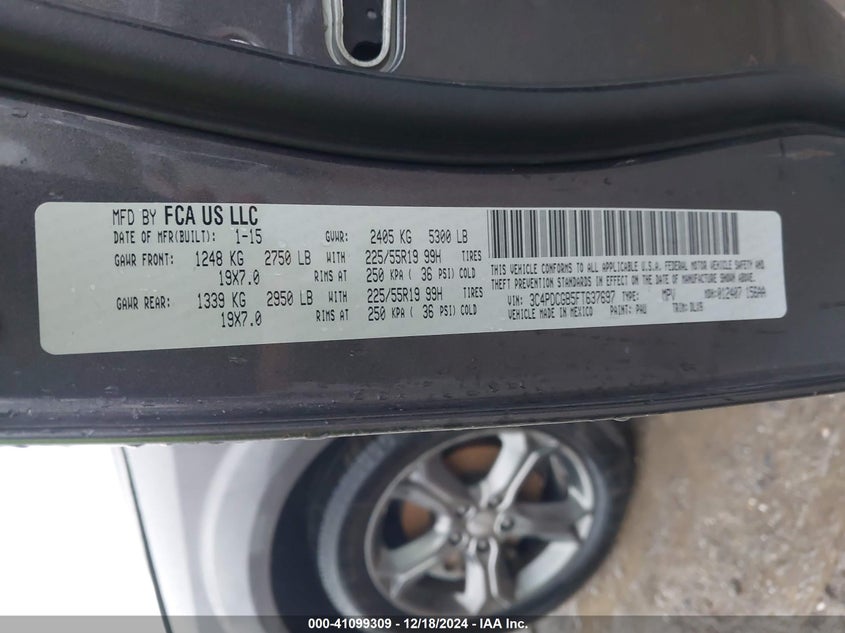 MFD BY FCA US LLC
DATE OF MFR(BUILT): 1-15 GVWR: 2405 KG 5300 LB
GAWR FRONT: 1248 KG 2750 LB WITH 225/55R19 99H TIRES
19X7.0 RIMS AT 250 KPA ( 36 PSI) COLD
GAWR REAR: 1339 KG 2950 LB WITH 225/55R19 99H TIRES
19X7.0 RIMS AT 250 KPA ( 36 PSI) COLD
THIS VEHICLE CONFORMS TO ALL APPLICABLE U.S.A. FEDERAL MOTOR VEHICLE SAFETY AND
THEFT PREVENTION STANDARDS IN EFFECT ON THE DATE OF MANUFACTURE SHOWN ABOVE.
VIN: 3C4PDCGB5FT637697 TYPE: MPV MDH: 012407 156AA
VEHICLE MADE IN MEXICO PAINT: PAU TRIM: DLV9
000-41099309 - 12/18/2024 - IAA Inc.